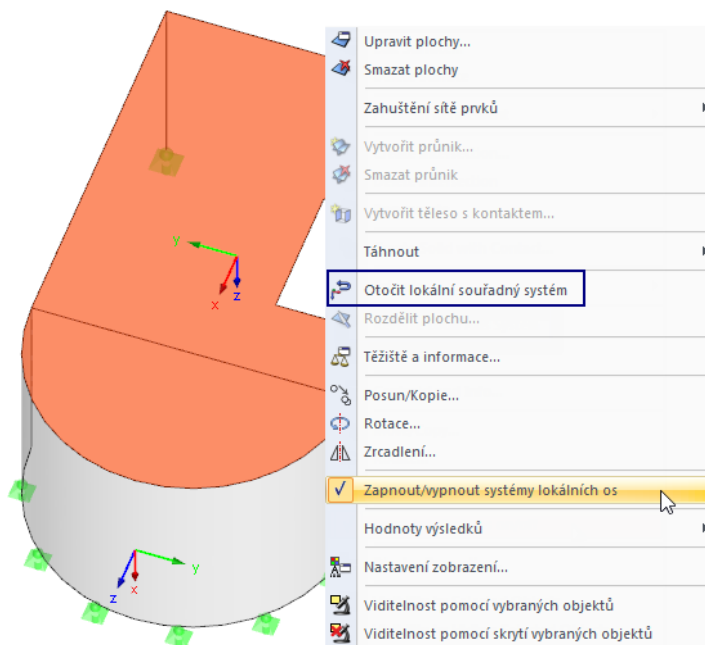 Upravit plochy...
Smazat plochy
Zahuštění sítě prvků
Vytvořit průnik...
Smazat průnik
Vytvořit těleso s kontaktem...
Táhnout
Otočit lokální souřadný systém
Rozdělit plochu...
Těžiště a informace...
Posun/Kopie...
Rotace...
Zrcadlení...
Zapnout/vypnout systémy lokálních os
Hodnoty výsledků
Nastavení zobrazení...
Viditelnost pomocí vybraných objektů
Viditelnost pomocí skrytí vybraných objektů
y
x
z
y
x
z